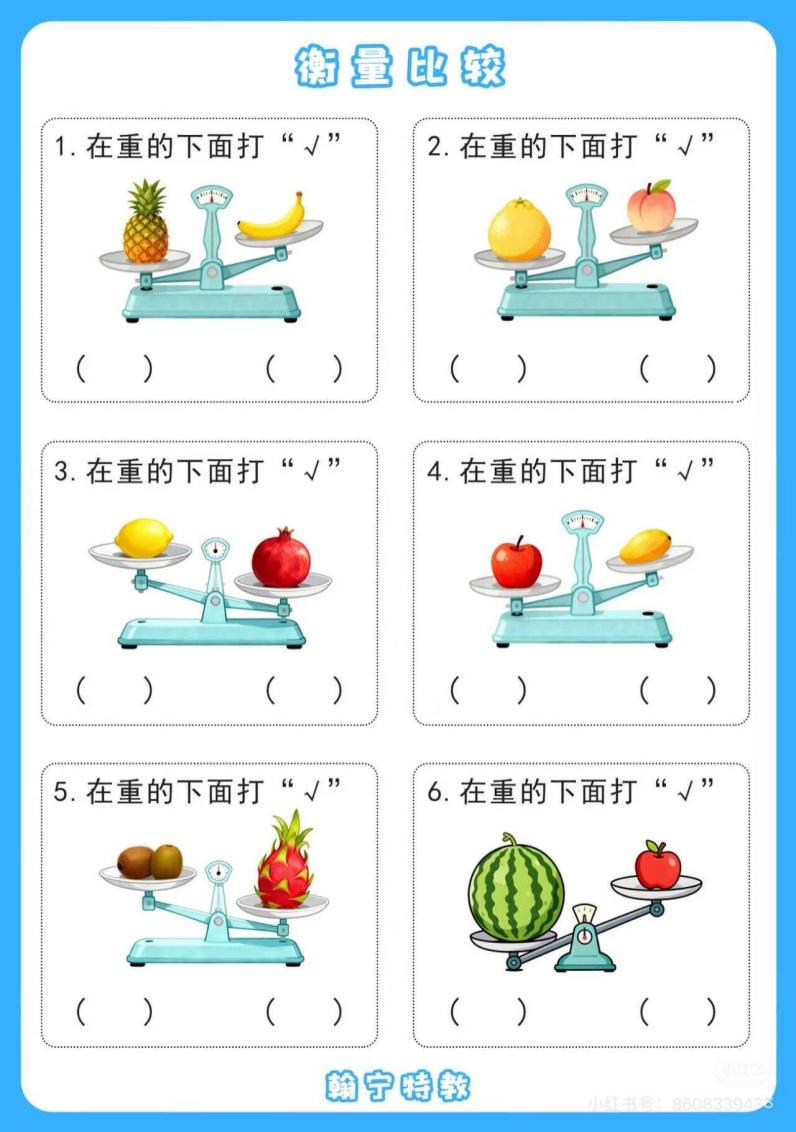 衡量比较
1. 在重的下面打“√”
2. 在重的下面打“√”
( )
( )
( )
( )
3. 在重的下面打“√”
4. 在重的下面打“√”
( )
( )
( )
( )
5. 在重的下面打“√”
6. 在重的下面打“√”
( )
( )
( )
( )
翰宁特教
小红书号：8608339438